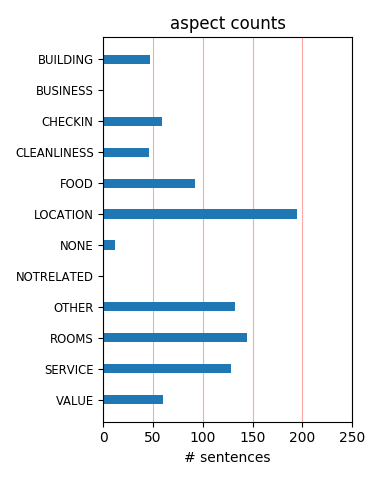 aspect counts
BUILDING
BUSINESS
CHECKIN
CLEANLINESS
FOOD
LOCATION
NONE
NOTRELATED
OTHER
ROOMS
SERVICE
VALUE
0 50 100 150 200 250
# sentences